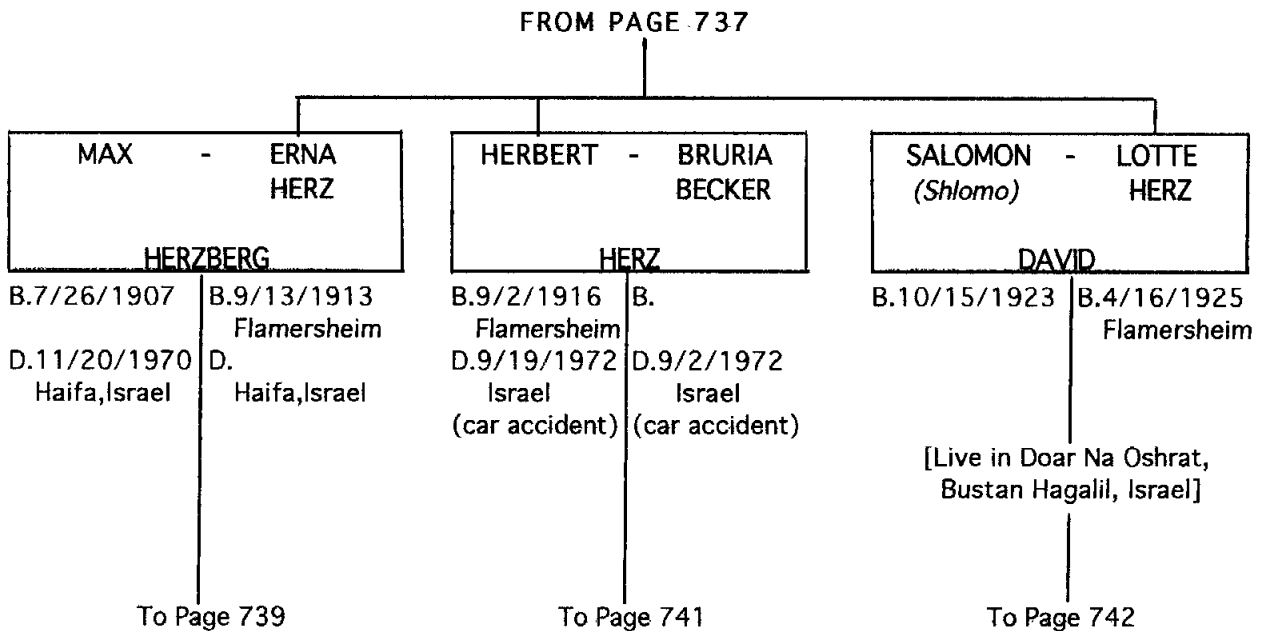 FROM PAGE 737
MAX - ERNA
HERZ
HERZBERG
B.7/26/1907 B.9/13/1913
Flamersheim
D.11/20/1970 D.
Haifa,Israel Haifa,Israel
To Page 739
HERBERT - BRURIA
BECKER
HERZ
B.9/2/1916 B.
Flamersheim
D.9/19/1972 D.9/2/1972
Israel Israel
(car accident) (car accident)
To Page 741
SALOMON - LOTTE
(Shlomo) HERZ
DAVID
B.10/15/1923 B.4/16/1925
Flamersheim
[Live in Doar Na Oshrat,
Bustan Hagalil, Israel]
To Page 742